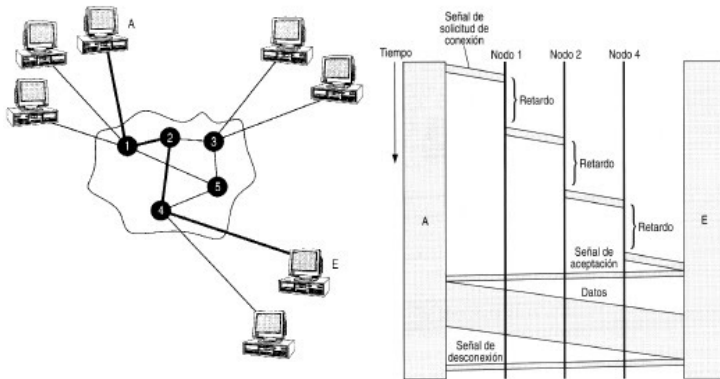 A
1
2
3
5
4
E
Señal de
solicitud de
conexión
Tiempo
Nodo 1
Nodo 2
Nodo 4
Retardo
Retardo
Retardo
A
E
Señal de
aceptación
Datos
Señal de
desconexión